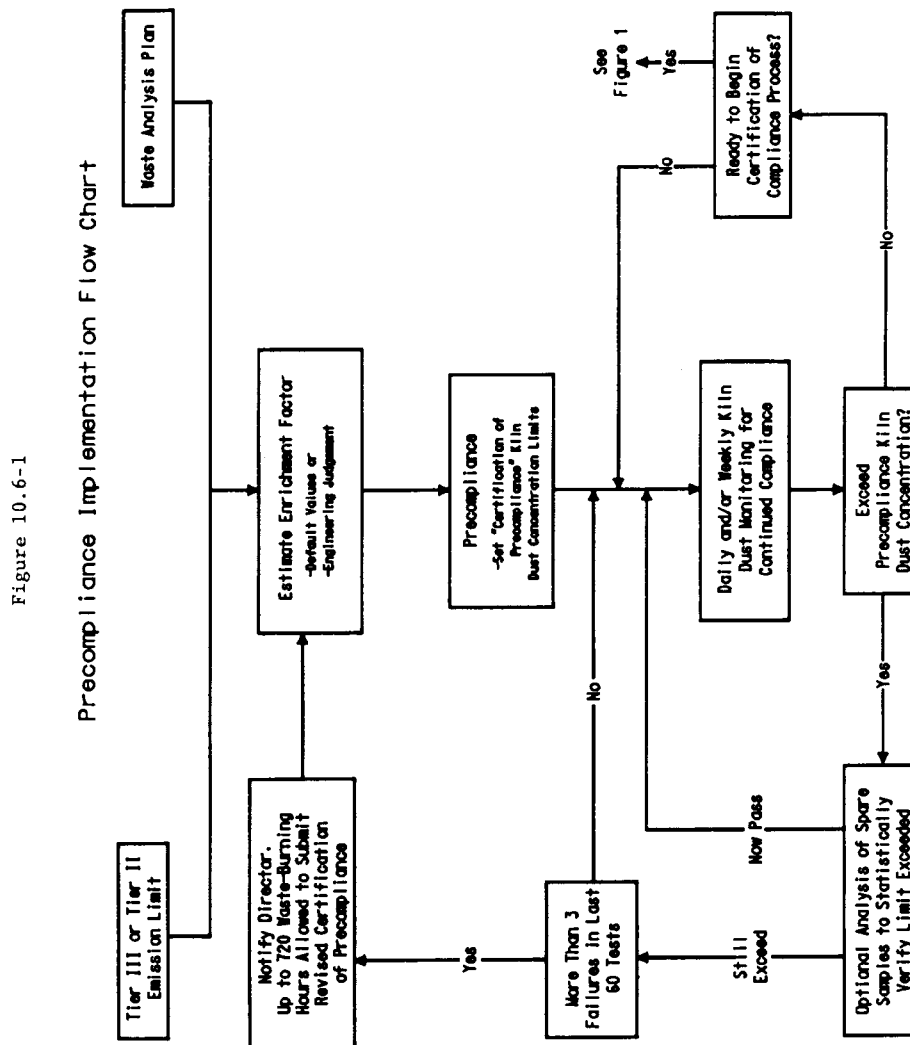 Figure 10.6-1
Precompliance Implementation Flow Chart
Tier III or Tier II
Emission Limit
Waste Analysis Plan
Notify Director.
Up to 720 Waste-Burning
Hours Allowed to Submit
Revised Certification
of Precompliance
Estimate Enrichment Factor
-Default Values or
-Engineering Judgement
Precompliance
-Set "Certification of
Precompliance" Kiln
Dust Concentration Limits
See
Figure 1
Yes
Ready to Begin
Certification of
Compliance Process?
No
Yes
More Than 3
Failures in Last
60 Tests
No
Daily and/or Weekly Kiln
Dust Monitoring for
Continued Compliance
Still
Exceed
Now Pass
No
Optional Analysis of Spare
Samples to Statistically
Verify Limit Exceeded
Yes
Exceed
Precompliance Kiln
Dust Concentration?